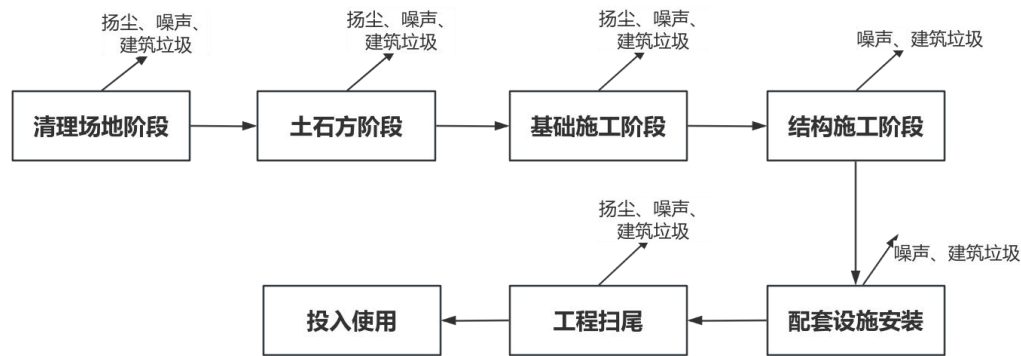 扬尘、噪声、
建筑垃圾
扬尘、噪声、
建筑垃圾
扬尘、噪声、
建筑垃圾
噪声、建筑垃圾
清理场地阶段
土石方阶段
基础施工阶段
结构施工阶段
扬尘、噪声、
建筑垃圾
噪声、建筑垃圾
投入使用
工程扫尾
配套设施安装